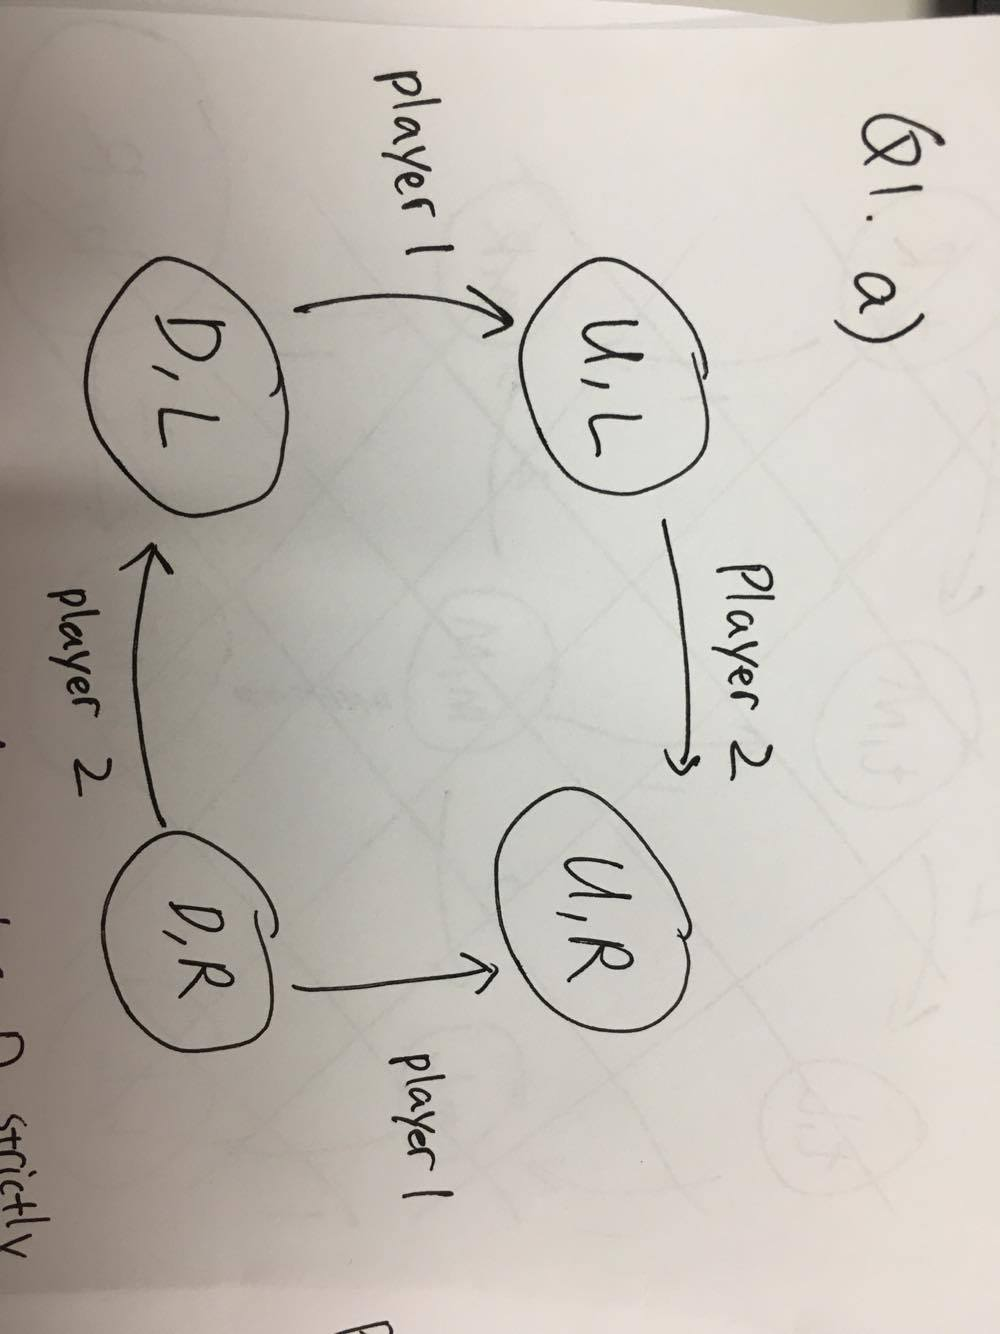 Q1. a)
Player 2
U, L
U, R
player 1
player 1
D, L
D, R
player 2
D strictly